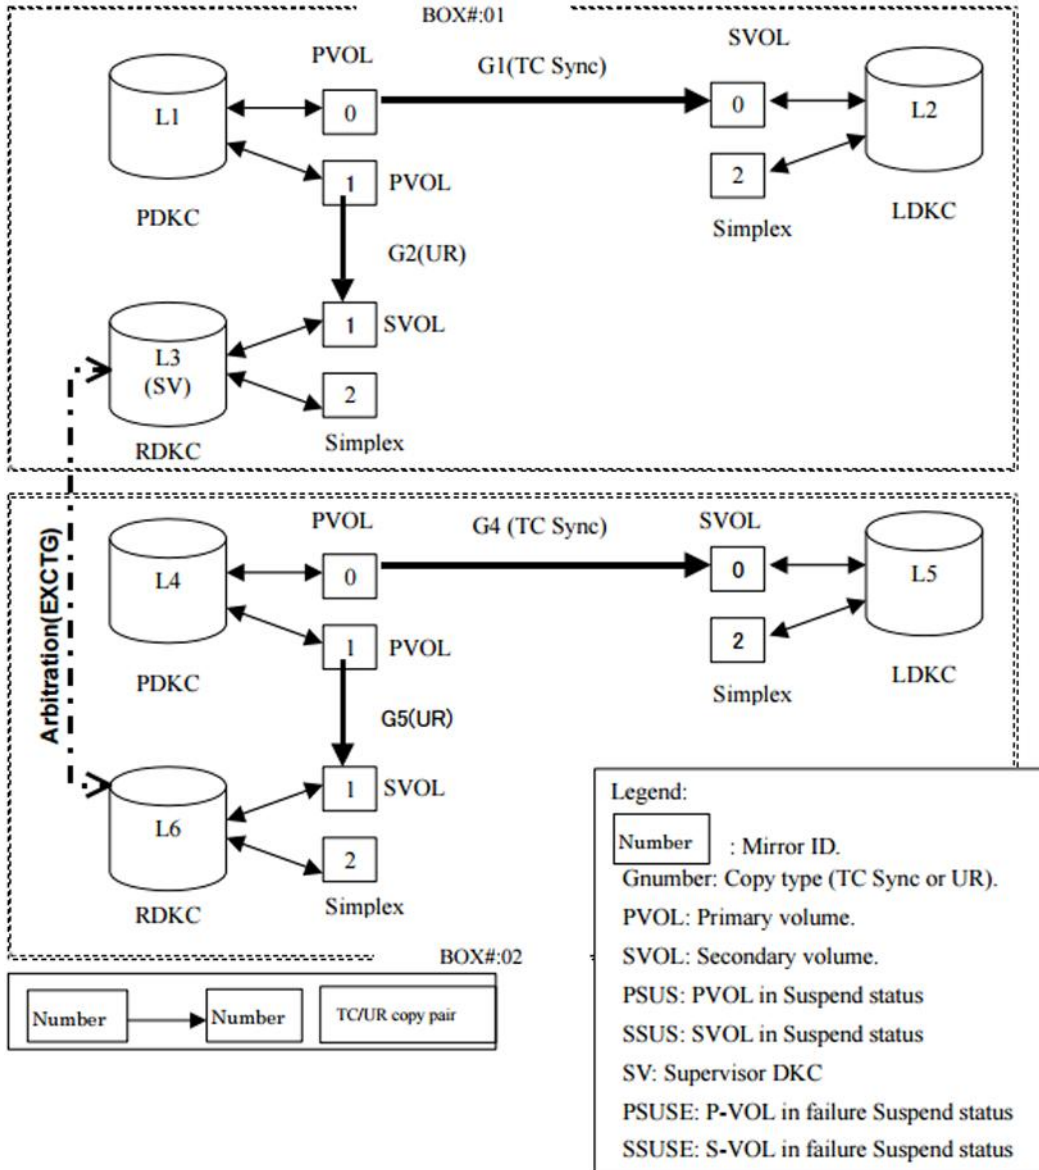 BOX#:01
PVOL
G1(TC Sync)
SVOL
L1
0
0
L2
1
PVOL
2
PDKC
Simplex
LDKC
G2(UR)
1
SVOL
L3
(SV)
2
RDKC
Simplex
Arbitration(EXCTG)
PVOL
G4 (TC Sync)
SVOL
L4
0
0
L5
1
PVOL
2
PDKC
Simplex
LDKC
G5(UR)
1
SVOL
L6
2
RDKC
Simplex
BOX#:02
Number
Number
TC/UR copy pair
Legend:
Number : Mirror ID.
Gnumber: Copy type (TC Sync or UR).
PVOL: Primary volume.
SVOL: Secondary volume.
PSUS: PVOL in Suspend status
SSUS: SVOL in Suspend status
SV: Supervisor DKC
PSUSE: P-VOL in failure Suspend status
SSUSE: S-VOL in failure Suspend status